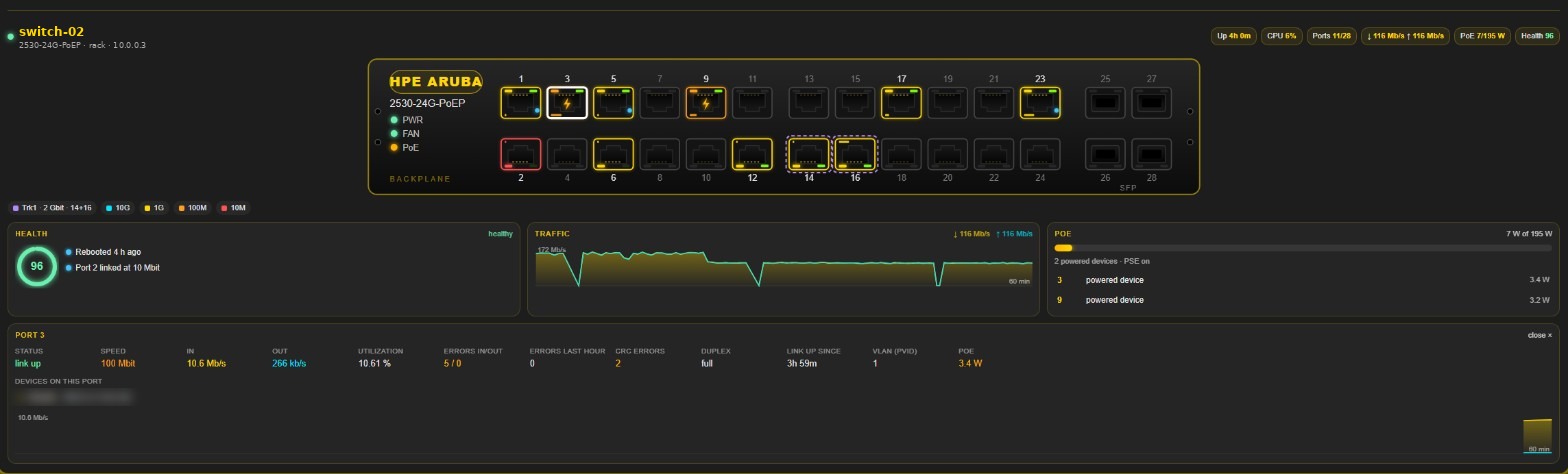 switch-02
2530-24G-PoEP · rack · 10.0.0.3
Up 4h 0m
CPU 6%
Ports 11/28
↓ 116 Mb/s ↑ 116 Mb/s
PoE 7/195 W
Health 96
HPE ARUBA
2530-24G-PoEP
PWR
FAN
PoE
BACKPLANE
1 3 5 7 9 11 13 15 17 19 21 23 25 27
2 4 6 8 10 12 14 16 18 20 22 24 26 28
SFP
Trk1 · 2 Gbit · 14+16
10G
1G
100M
10M
HEALTH
healthy
96
Rebooted 4 h ago
Port 2 linked at 10 Mbit
TRAFFIC
↓ 116 Mb/s ↑ 116 Mb/s
172 Mb/s
60 min
POE
7 W of 195 W
2 powered devices · PSE on
3 powered device 3.4 W
9 powered device 3.2 W
PORT 3
close ×
STATUS SPEED IN OUT UTILIZATION ERRORS IN/OUT ERRORS LAST HOUR CRC ERRORS DUPLEX LINK UP SINCE VLAN (PVID) POE
link up 100 Mbit 10.6 Mb/s 266 kb/s 10.61 % 5 / 0 0 2 full 3h 59m 1 3.4 W
DEVICES ON THIS PORT
10.0 Mb/s
60 min